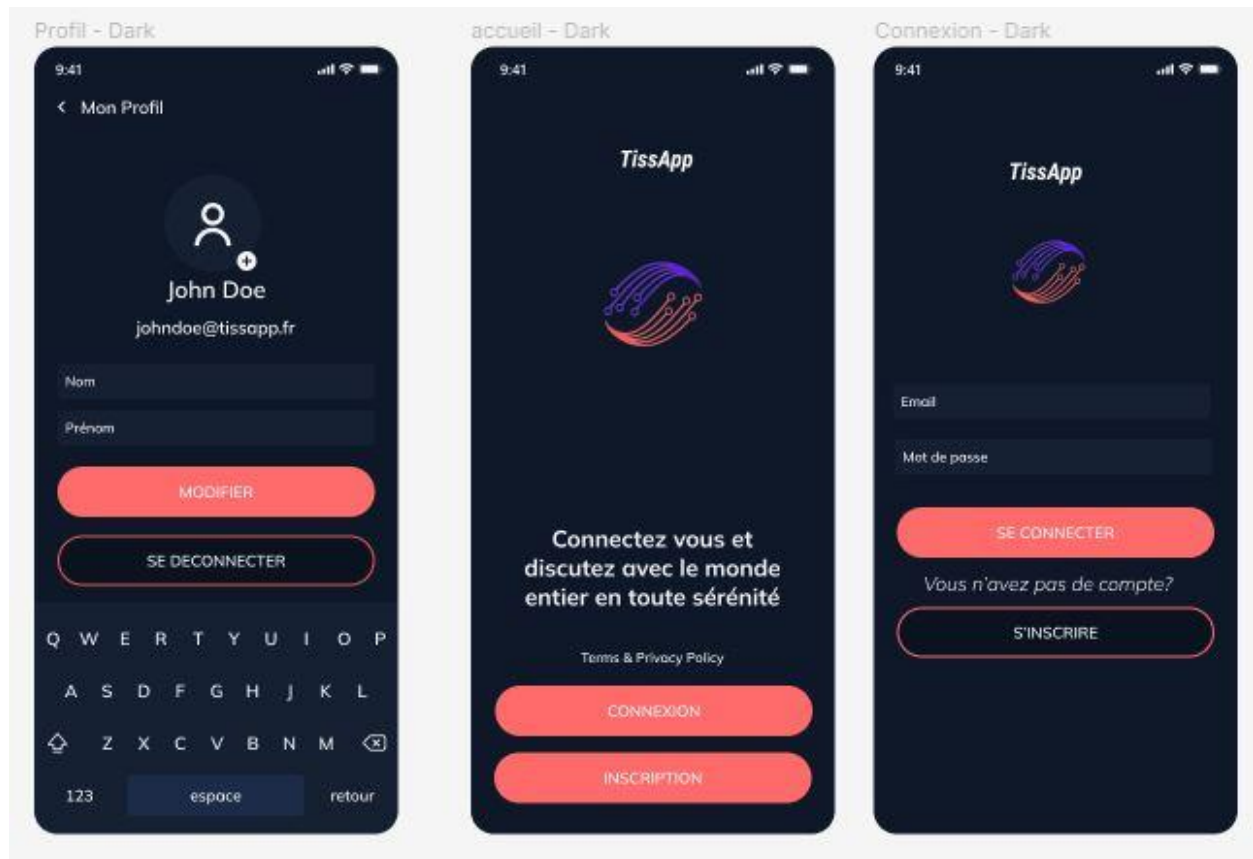 Profil - Dark
9:41
Mon Profil
John Doe
johndoe@tissapp.fr
Nom
Prénom
MODIFIER
SE DECONNECTER
Q W E R T Y U I O P
A S D F G H J K L
Z X C V B N M
123 espace retour
accueil - Dark
9:41
TissApp
Connectez vous et
discutez avec le monde
entier en toute sérénité
Terms & Privacy Policy
CONNEXION
INSCRIPTION
Connexion - Dark
9:41
TissApp
Email
Mot de passe
SE CONNECTER
Vous n'avez pas de compte?
S'INSCRIRE